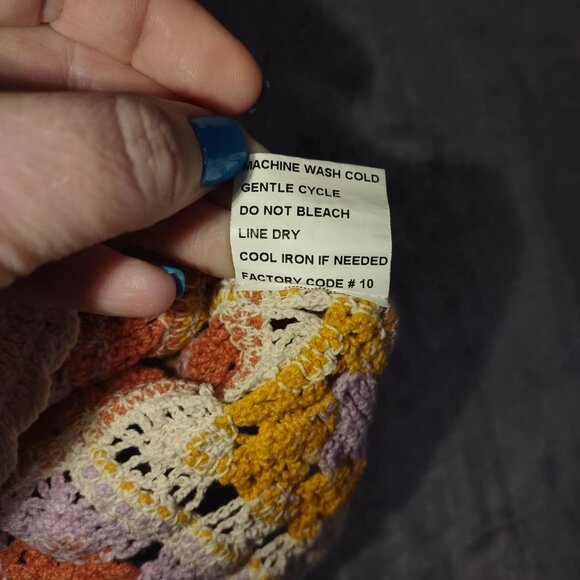 MACHINE WASH COLD
GENTLE CYCLE
DO NOT BLEACH
LINE DRY
COOL IRON IF NEEDED
FACTORY CODE # 10